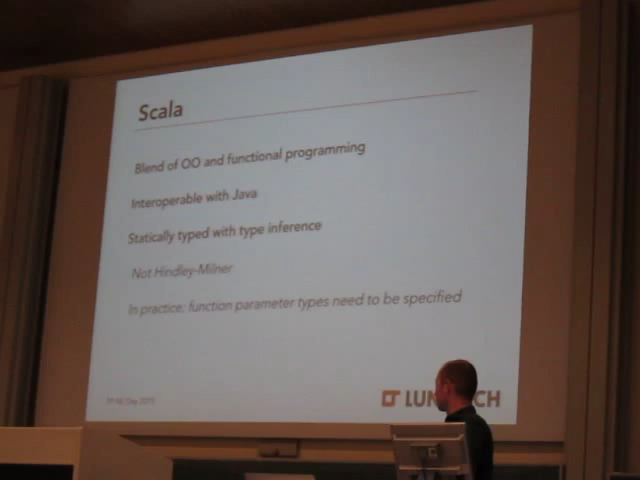 Scala
Blend of OO and functional programming
Interoperable with Java
Statically typed with type inference
Not Hindley-Milner
In practice: function parameter types need to be specified
CH